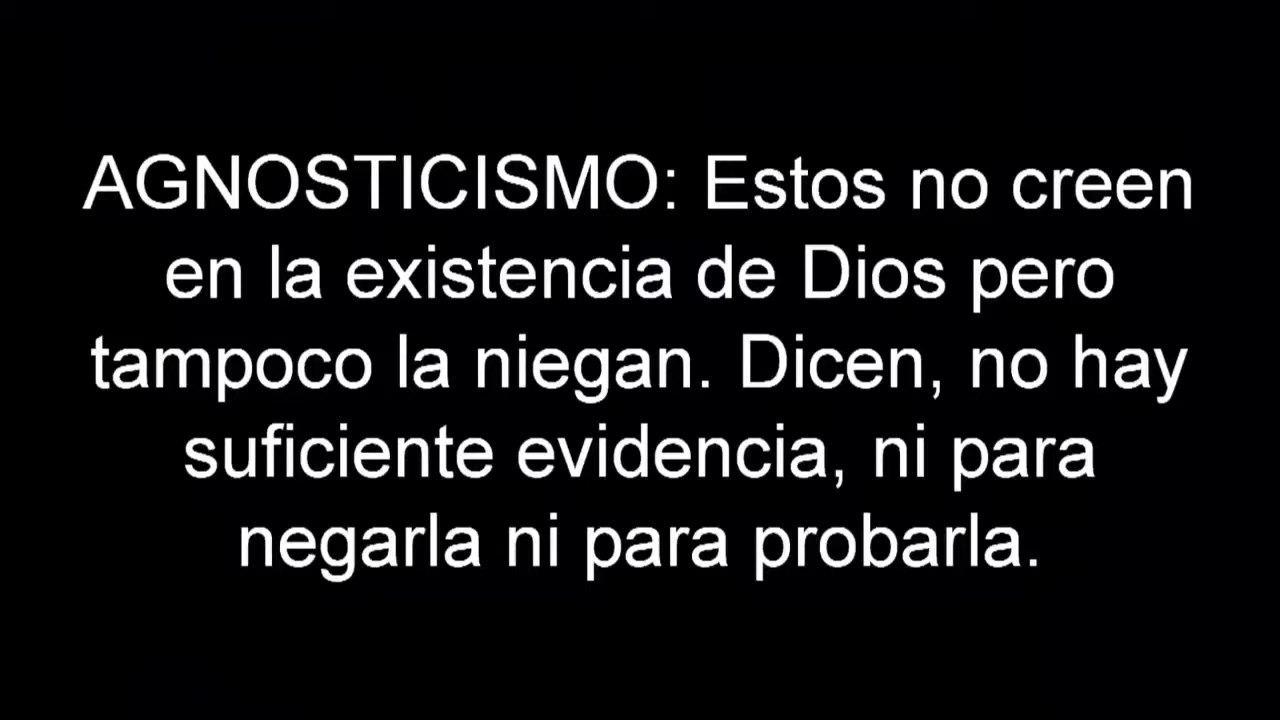 AGNOSTICISMO: Estos no creen
en la existencia de Dios pero
tampoco la niegan. Dicen, no hay
suficiente evidencia, ni para
negarla ni para probarla.